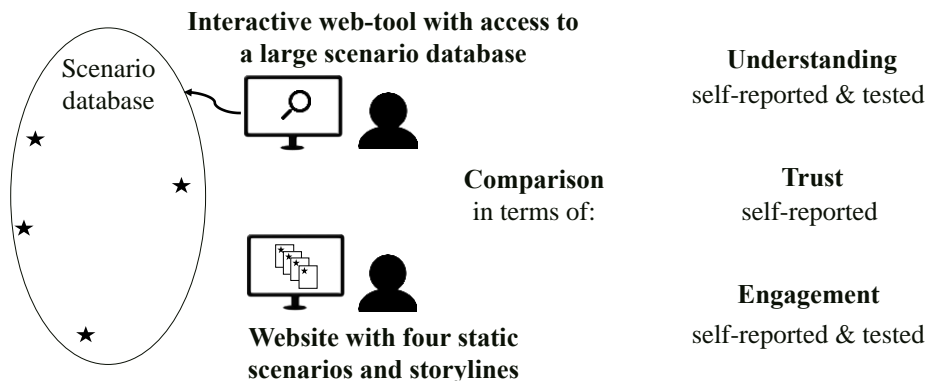 Interactive web-tool with access to
a large scenario database
Scenario
database
Understanding
self-reported & tested
Comparison
in terms of:
Trust
self-reported
Engagement
self-reported & tested
Website with four static
scenarios and storylines